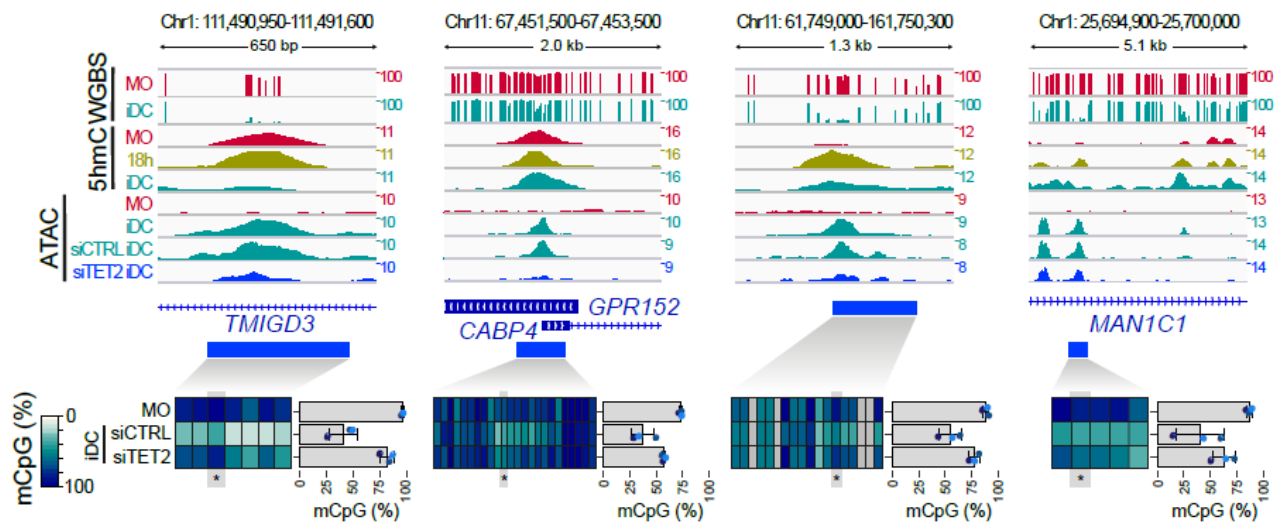 Chr1: 111,490,950-111,491,600 Chr11: 67,451,500-67,453,500 Chr11: 61,749,000-161,750,300 Chr1: 25,694,900-25,700,000
650 bp 2.0 kb 1.3 kb 5.1 kb
WGBS
MO 100 100 100 100
iDC 100 100 100 100
5hmC
MO 11 16 12 14
18h 11 16 12 14
iDC 11 16 12 14
ATAC
MO 10 10 9 13
iDC 10 10 9 13
siCTRL iDC 10 9 8 14
siTET2 iDC 10 9 8 14
TMIGD3 GPR152 MAN1C1
CABP4
mCpG (%)
0
100
MO
iDC
siCTRL
siTET2
* * * *
0 25 50 75 100 0 25 50 75 100 0 25 50 75 100 0 25 50 75 100
mCpG (%) mCpG (%) mCpG (%) mCpG (%)